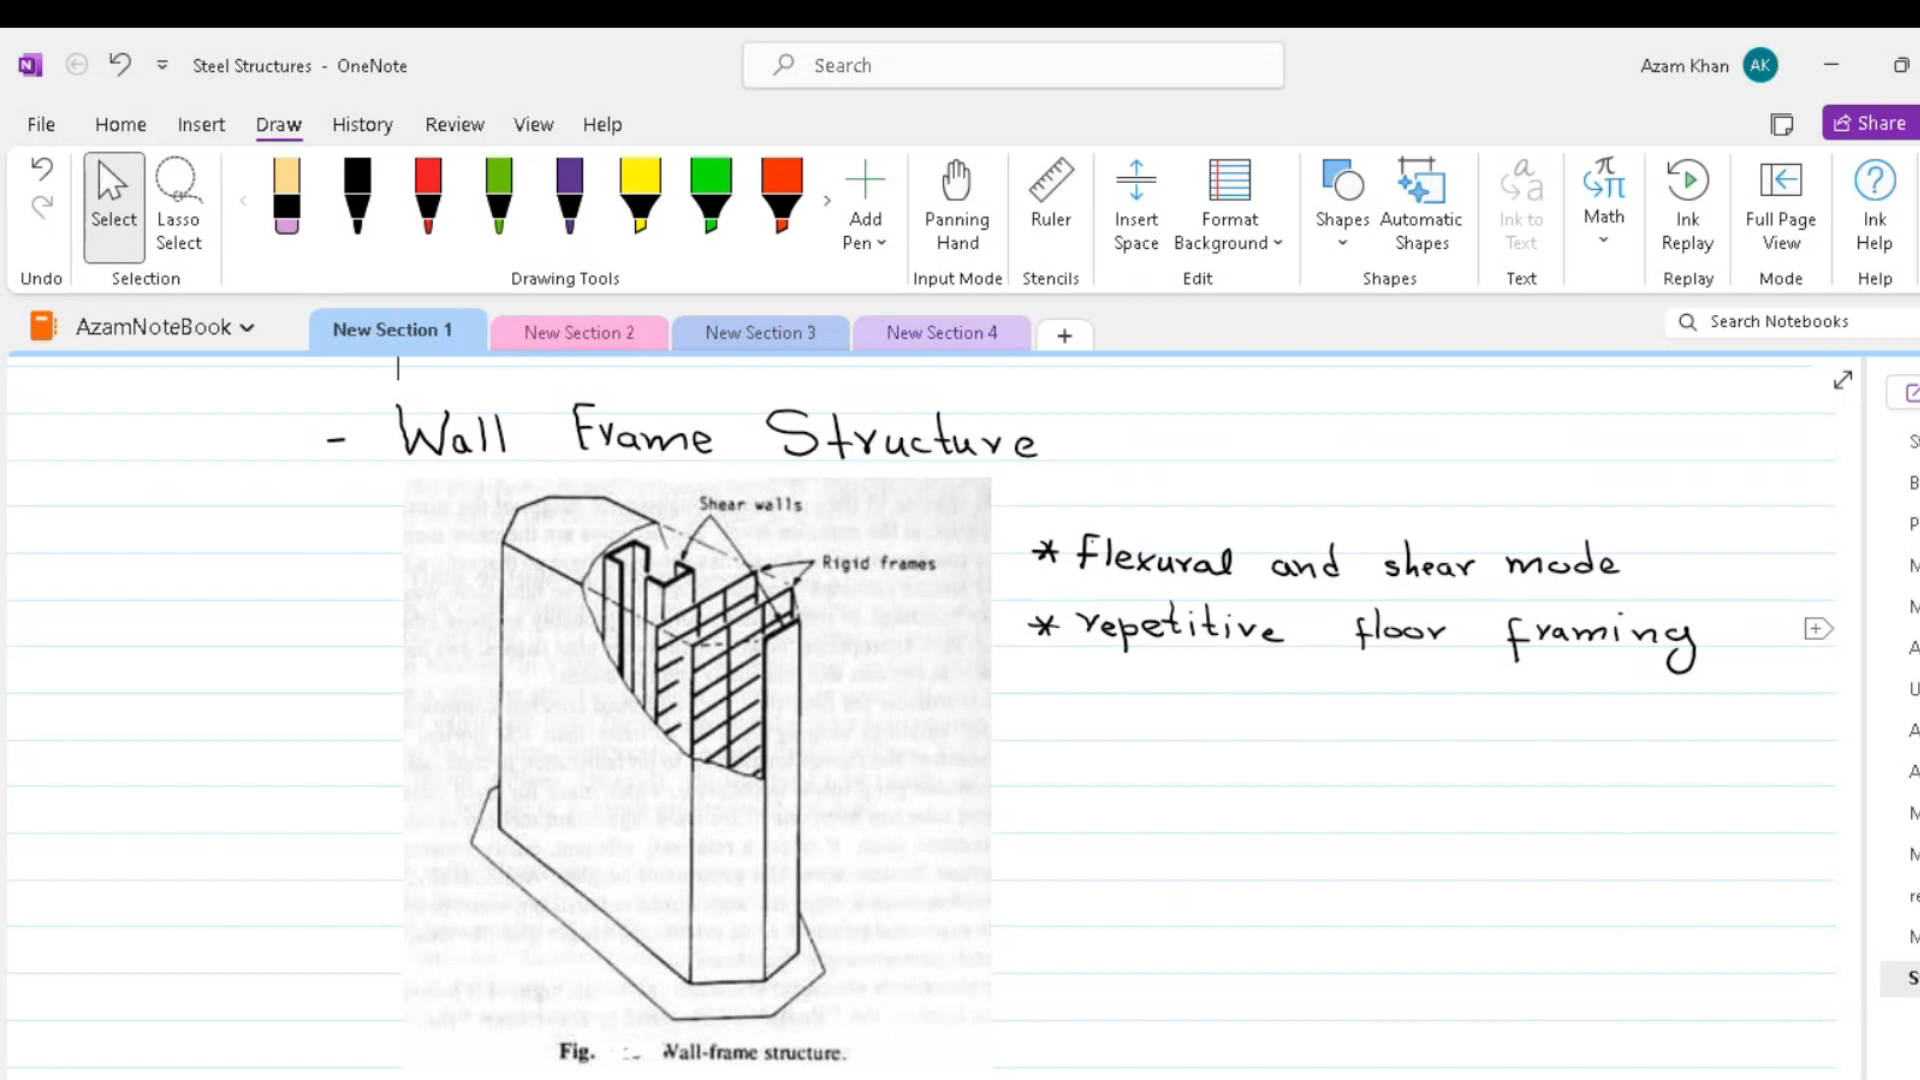 Steel Structures - OneNote
Search
Azam Khan AK
File Home Insert Draw History Review View Help
Share
Select
Lasso Select
Add Pen
Panning Hand
Ruler
Insert Space
Format Background
Shapes
Automatic Shapes
Ink to Text
Math
Ink Replay
Full Page View
Ink Help
Undo Selection Drawing Tools Input Mode Stencils Edit Shapes Text Replay Mode Help
AzamNoteBook New Section 1 New Section 2 New Section 3 New Section 4 +
Search Notebooks
- Wall Frame Structure
Shear walls
Rigid frames
* flexural and shear mode
* repetitive floor framing
Fig. Wall-frame structure.